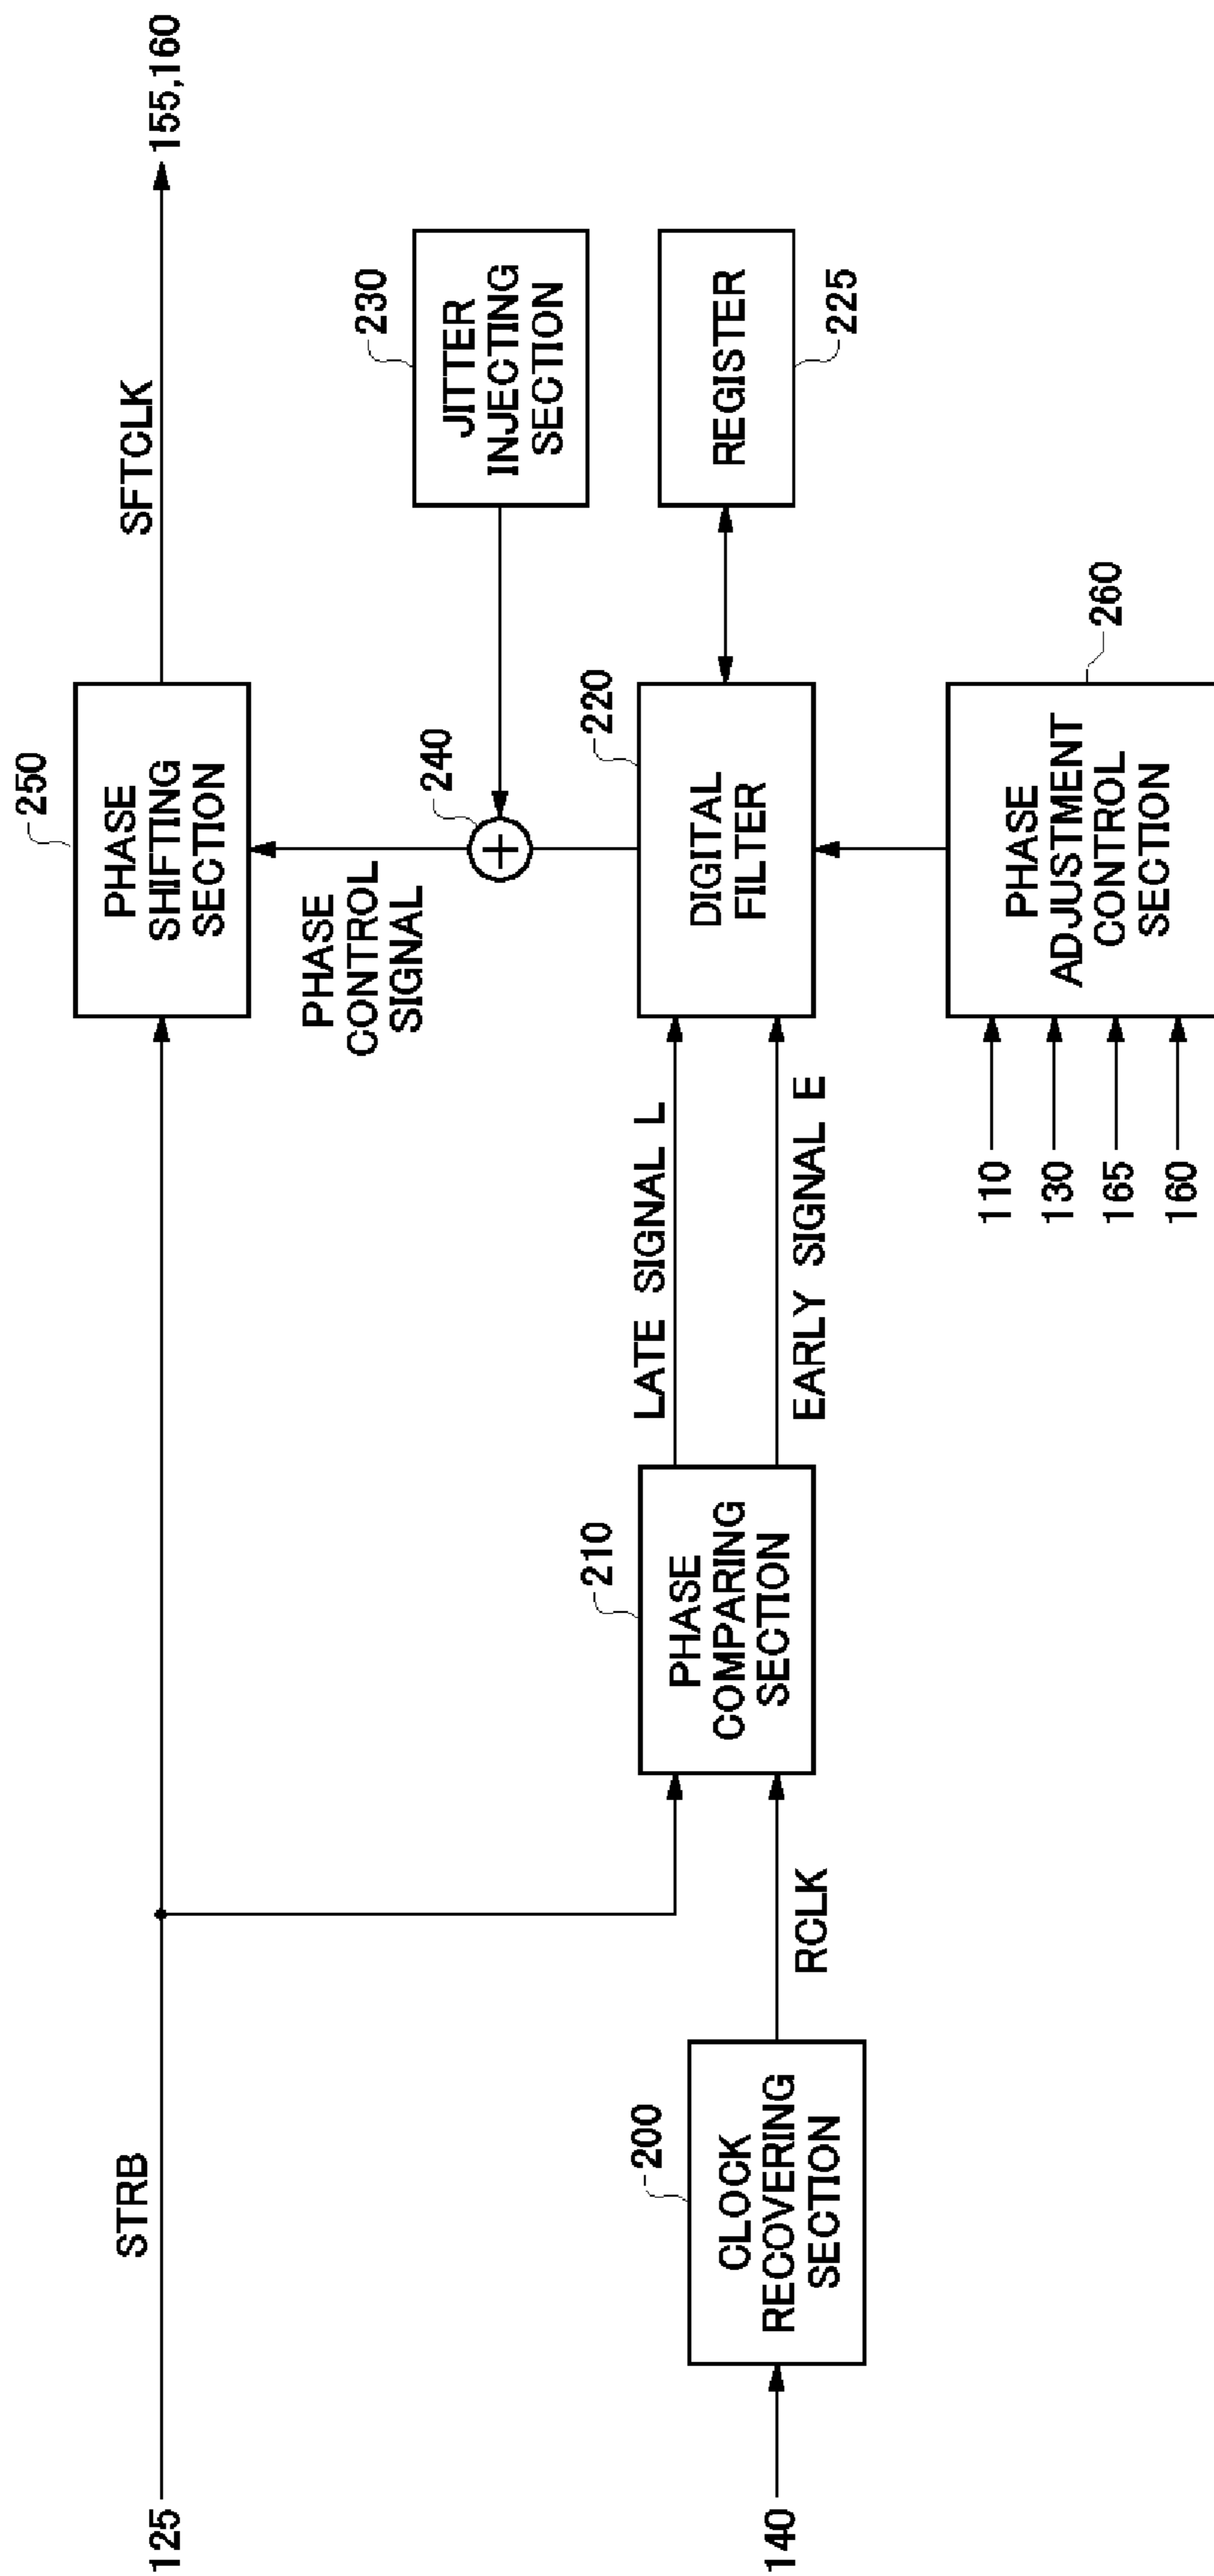 125
STRB
250
PHASE
SHIFTING
SECTION
SFTCLK
155,160
PHASE
CONTROL
SIGNAL
240
+
230
JITTER
INJECTING
SECTION
140
200
CLOCK
RECOVERING
SECTION
RCLK
210
PHASE
COMPARING
SECTION
LATE SIGNAL L
EARLY SIGNAL E
220
DIGITAL
FILTER
REGISTER
225
110
130
165
160
PHASE
ADJUSTMENT
CONTROL
SECTION
260